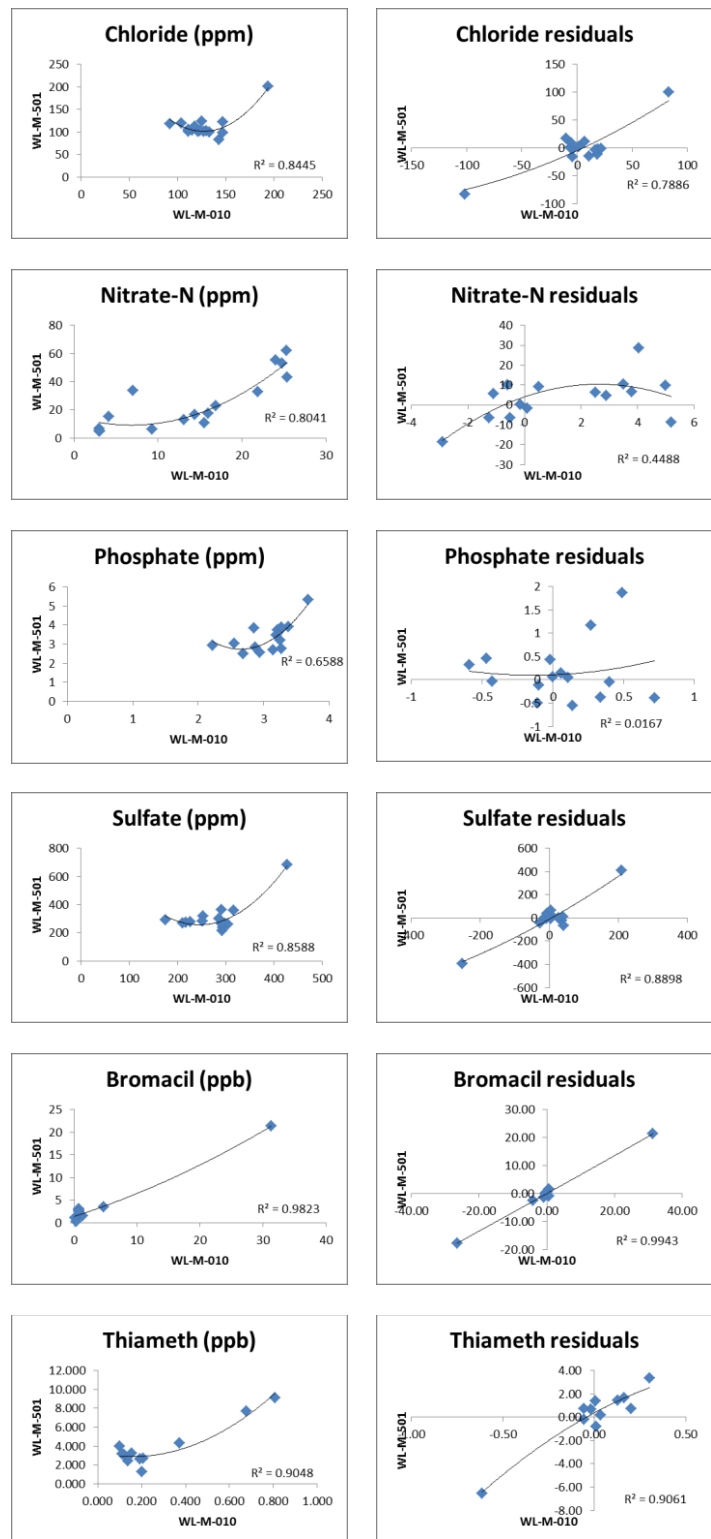 Chloride (ppm)
WL-M-501
250
200
150
100
50
0
0 50 100 150 200 250
R² = 0.8445
WL-M-010
Chloride residuals
WL-M-501
150
100
50
0
-50
-100
-150 -100 -50 0 50 100
R² = 0.7886
WL-M-010
Nitrate-N (ppm)
WL-M-501
80
60
40
20
0
0 10 20 30
R² = 0.8041
WL-M-010
Nitrate-N residuals
WL-M-501
40
30
20
10
0
-10
-20
-30
-4 -2 0 2 4 6
R² = 0.4488
WL-M-010
Phosphate (ppm)
WL-M-501
6
5
4
3
2
1
0
0 1 2 3 4
R² = 0.6588
WL-M-010
Phosphate residuals
WL-M-501
2
1.5
1
0.5
0
-0.5
-1
-1 -0.5 0 0.5 1
R² = 0.0167
WL-M-010
Sulfate (ppm)
WL-M-501
800
600
400
200
0
0 100 200 300 400 500
R² = 0.8588
WL-M-010
Sulfate residuals
WL-M-501
600
400
200
0
-200
-400
-600
-400 -200 0 200 400
R² = 0.8898
WL-M-010
Bromacil (ppb)
WL-M-501
25
20
15
10
5
0
0 10 20 30 40
R² = 0.9823
WL-M-010
Bromacil residuals
WL-M-501
30.00
20.00
10.00
0.00
-10.00
-20.00
-40.00 -20.00 0.00 20.00 40.00
R² = 0.9943
WL-M-010
Thiameth (ppb)
WL-M-501
12.000
10.000
8.000
6.000
4.000
2.000
0.000
0.000 0.200 0.400 0.600 0.800 1.000
R² = 0.9048
WL-M-010
Thiameth residuals
WL-M-501
4.00
2.00
0.00
-2.00
-4.00
-6.00
-8.00
-1.00 -0.50 0.00 0.50
R² = 0.9061
WL-M-010